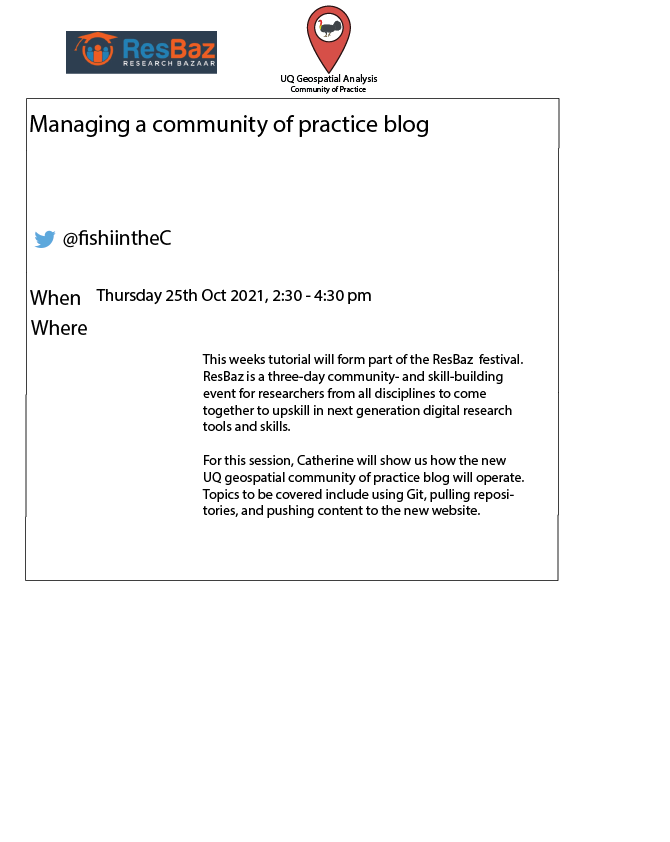 ResBaz
RESEARCH BAZAAR
UQ Geospatial Analysis
Community of Practice
Managing a community of practice blog
@fishiintheC
When Thursday 25th Oct 2021, 2:30 - 4:30 pm
Where
This weeks tutorial will form part of the ResBaz festival.
ResBaz is a three-day community- and skill-building
event for researchers from all disciplines to come
together to upskill in next generation digital research
tools and skills.
For this session, Catherine will show us how the new
UQ geospatial community of practice blog will operate.
Topics to be covered include using Git, pulling reposi-
tories, and pushing content to the new website.